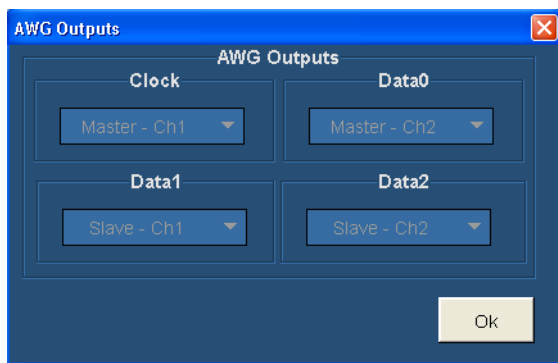 AWG Outputs
AWG Outputs
Clock
Data0
Master - Ch1
Master - Ch2
Data1
Data2
Slave - Ch1
Slave - Ch2
Ok